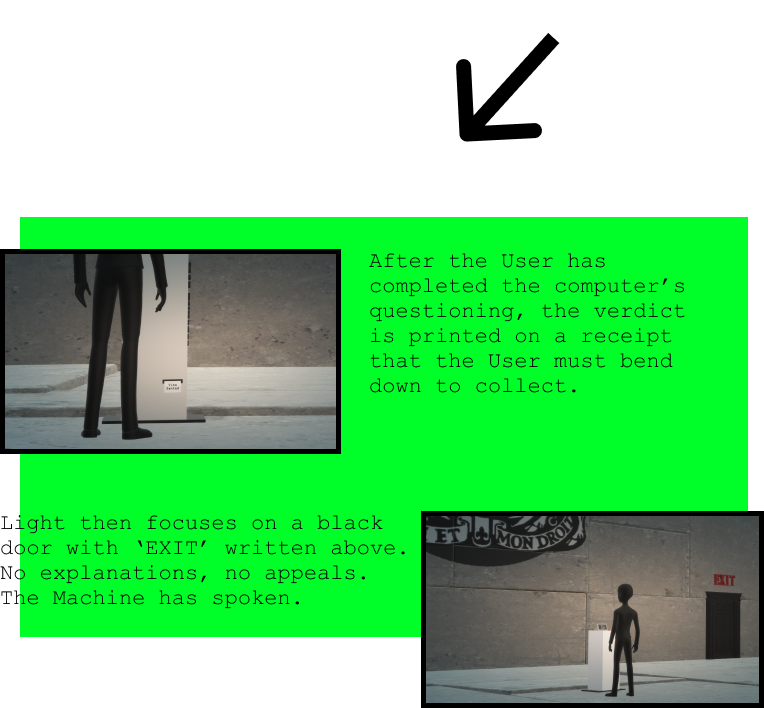 After the User has
completed the computer’s
questioning, the verdict
is printed on a receipt
that the User must bend
down to collect.
Light then focuses on a black
door with ‘EXIT’ written above.
No explanations, no appeals.
The Machine has spoken.
ET
MON DROIT
EXIT